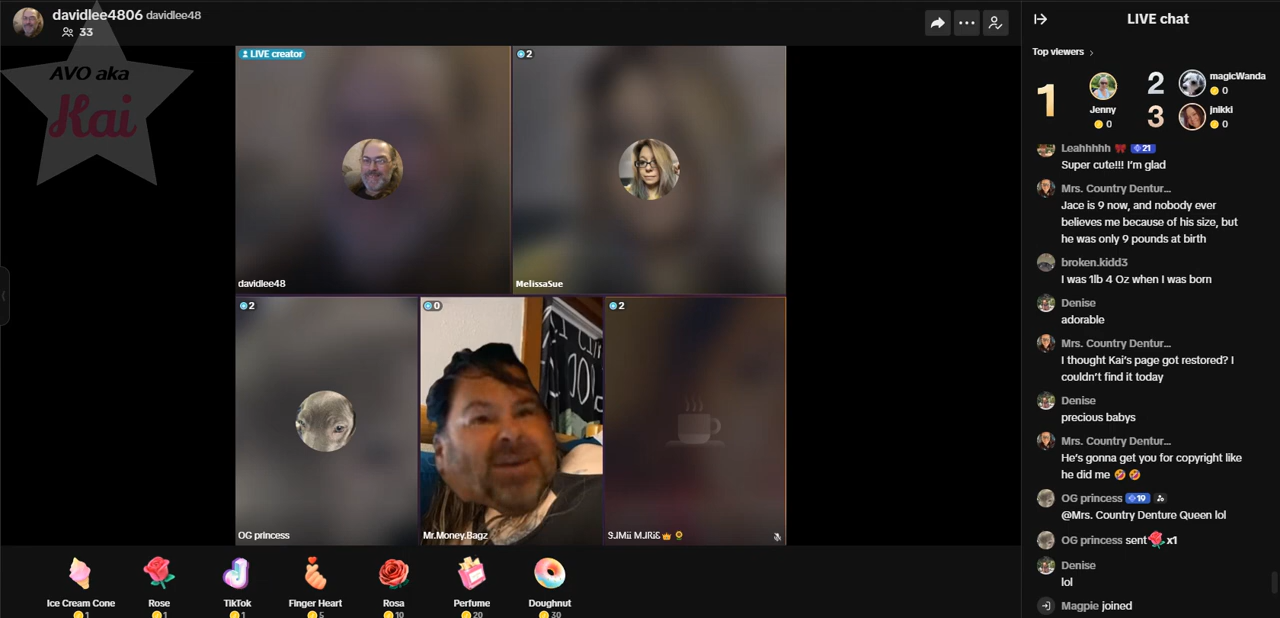 davidlee4806 davidlee48
33
AVO aka
Kai
LIVE creator
2
davidlee48
MelissaSue
2
0
2
OG princess
Mr.Money.Bagz
Ice Cream Cone
1
Rose
1
TikTok
1
Finger Heart
5
Rosa
10
Perfume
20
Doughnut
30
LIVE chat
Top viewers
1
Jenny
0
2
magicWanda
0
3
jnikki
0
Leahhhhh 21
Super cute!!! I'm glad
Mrs. Country Dentur...
Jace is 9 now, and nobody ever
believes me because of his size, but
he was only 9 pounds at birth
broken.kidd3
I was 1lb 4 Oz when I was born
Denise
adorable
Mrs. Country Dentur...
I thought Kai's page got restored? I
couldn't find it today
Denise
precious babys
Mrs. Country Dentur...
He's gonna get you for copyright like
he did me 🤣 🤣
OG princess 19
@Mrs. Country Denture Queen lol
OG princess sent 🌹 x1
Denise
lol
Magpie joined